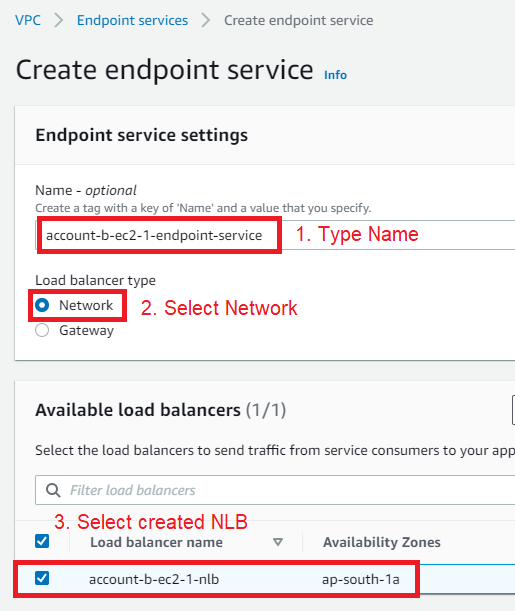 VPC > Endpoint services > Create endpoint service
Create endpoint service Info
Endpoint service settings
Name - optional
Create a tag with a key of 'Name' and a value that you specify.
account-b-ec2-1-endpoint-service 1. Type Name
Load balancer type
Network 2. Select Network
Gateway
Available load balancers (1/1)
Select the load balancers to send traffic from service consumers to your app
Filter load balancers
3. Select created NLB
Load balancer name Availability Zones
account-b-ec2-1-nlb ap-south-1a